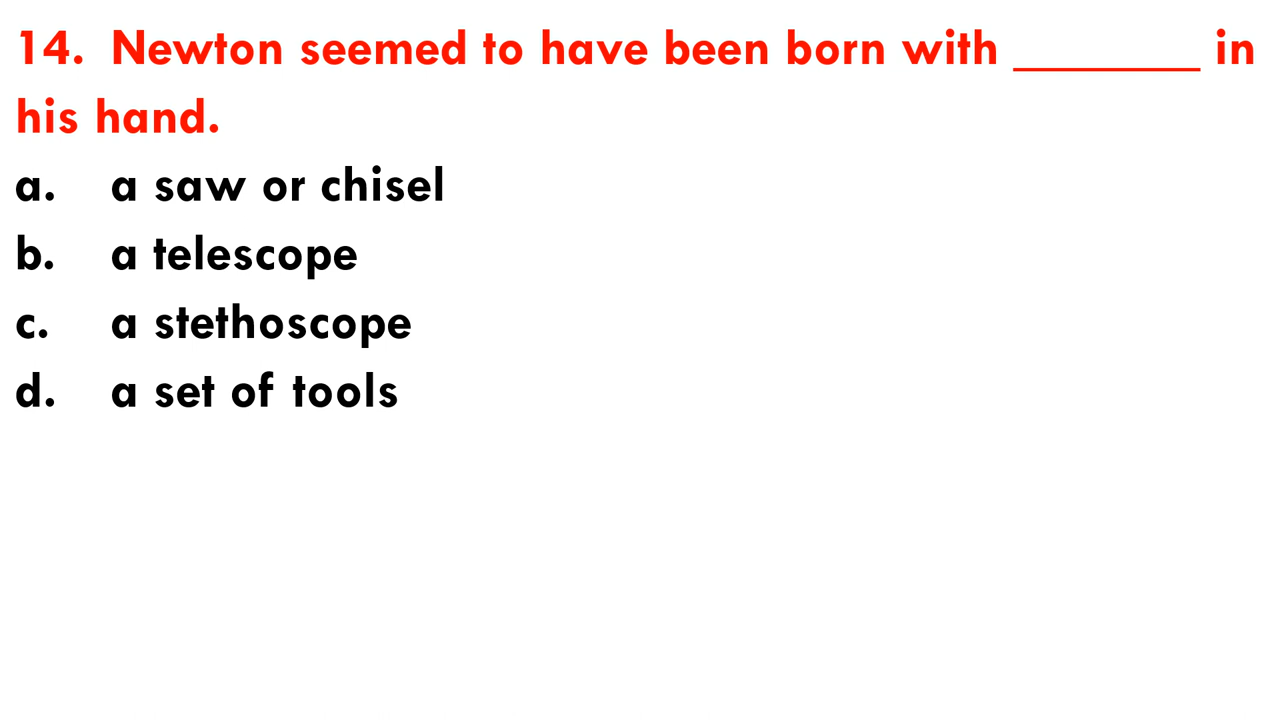 14. Newton seemed to have been born with ________ in
his hand.
a. a saw or chisel
b. a telescope
c. a stethoscope
d. a set of tools